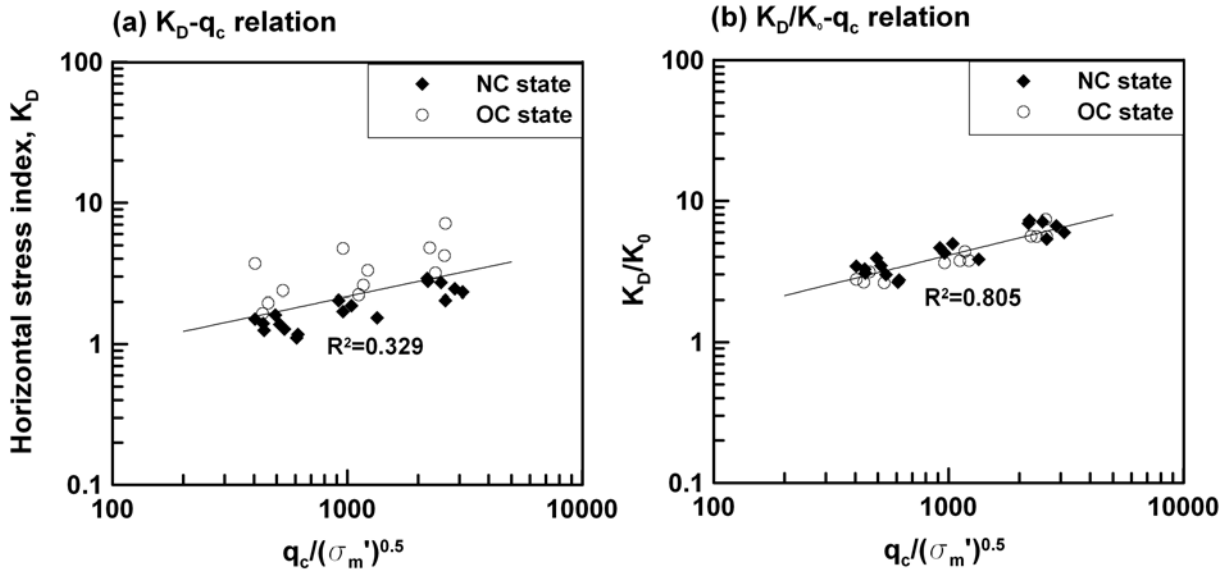 (a) K_D-q_c relation
Horizontal stress index, K_D
100
10
1
0.1
NC state
OC state
R²=0.329
100
1000
10000
q_c/(σ_m')^0.5
(b) K_D/K₀-q_c relation
K_D/K_0
100
10
1
0.1
NC state
OC state
R²=0.805
100
1000
10000
q_c/(σ_m')^0.5